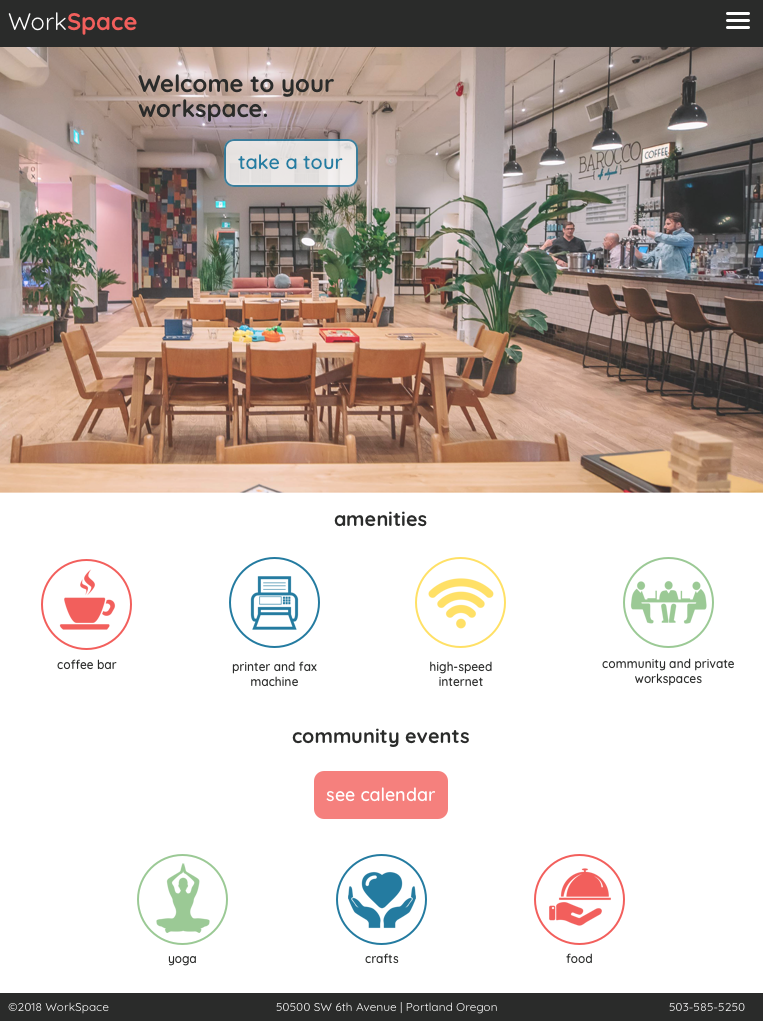 WorkSpace
Welcome to your
workspace.
take a tour
BAROCCO
COFFEE
amenities
coffee bar
printer and fax
machine
high-speed
internet
community and private
workspaces
community events
see calendar
yoga
crafts
food
©2018 WorkSpace
50500 SW 6th Avenue | Portland Oregon
503-585-5250